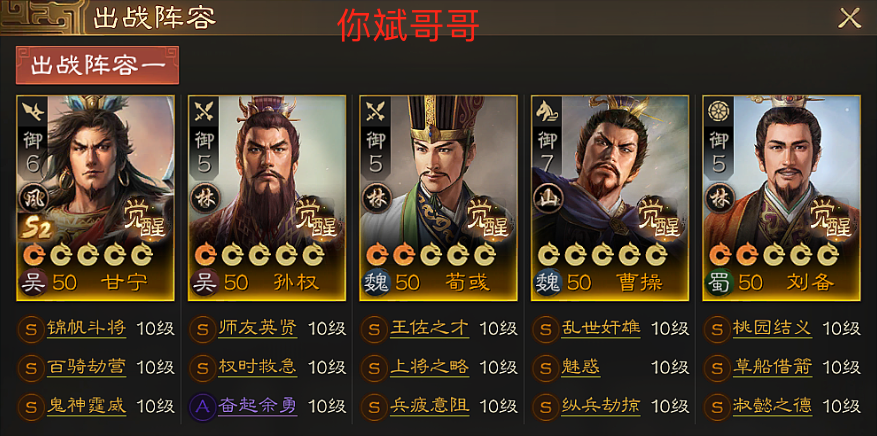 出战阵容
你斌哥哥
出战阵容一
御 6 风 S2 觉醒
吴 50 甘宁
御 5 林 觉醒
吴 50 孙权
御 5 林 觉醒
魏 50 荀彧
御 7 山 觉醒
魏 50 曹操
御 5 林 觉醒
蜀 50 刘备
S 锦帆斗将 10级
S 师友英贤 10级
S 王佐之才 10级
S 乱世奸雄 10级
S 桃园结义 10级
S 百骑劫营 10级
S 权时救急 10级
S 上将之略 10级
S 魅惑 10级
S 草船借箭 10级
S 鬼神霆威 10级
A 奋起余勇 10级
S 兵疲意阻 10级
S 纵兵劫掠 10级
S 淑懿之德 10级